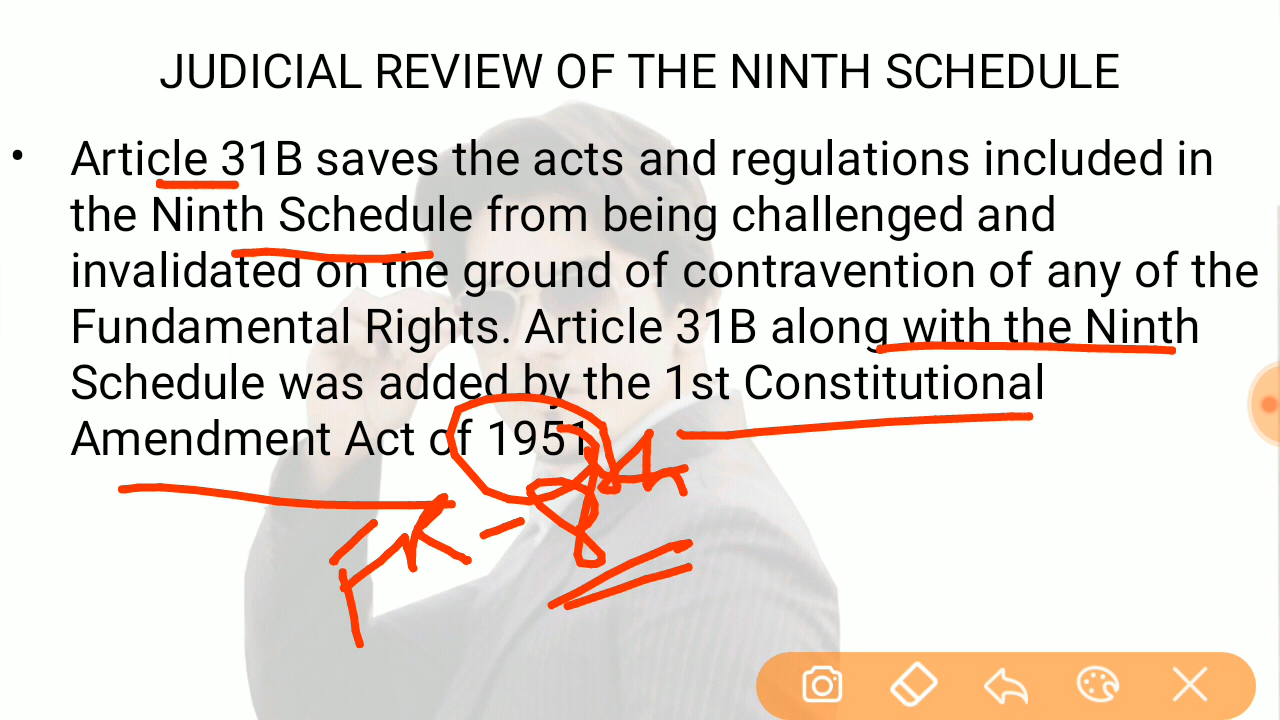 JUDICIAL REVIEW OF THE NINTH SCHEDULE
• Article 31B saves the acts and regulations included in
the Ninth Schedule from being challenged and
invalidated on the ground of contravention of any of the
Fundamental Rights. Article 31B along with the Ninth
Schedule was added by the 1st Constitutional
Amendment Act of 1951
FR -